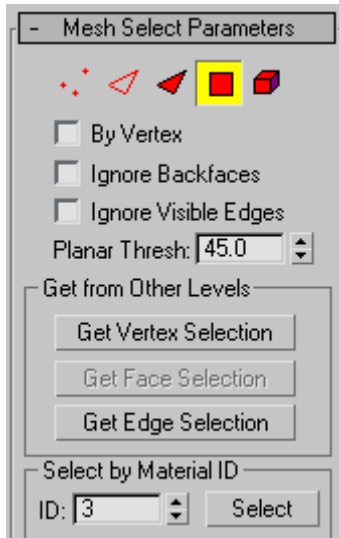 - Mesh Select Parameters
By Vertex
Ignore Backfaces
Ignore Visible Edges
Planar Thresh: 45.0
Get from Other Levels
Get Vertex Selection
Get Face Selection
Get Edge Selection
Select by Material ID
ID: 3 Select